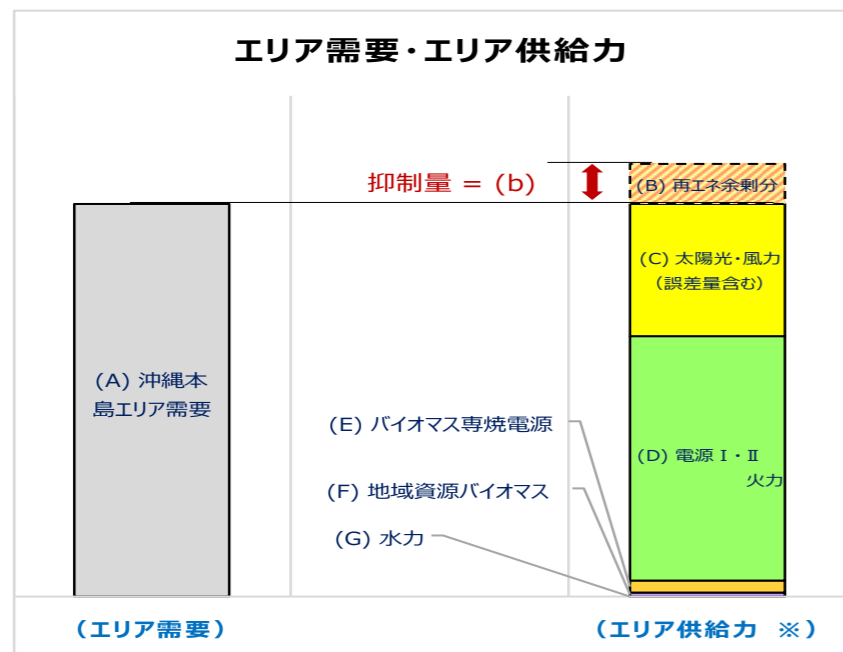 エリア需要・エリア供給力
抑制量 = (b)
(B) 再エネ余剰分
(C) 太陽光・風力
(誤差量含む)
(A) 沖縄本
島エリア需要
(E) バイオマス専焼電源
(D) 電源Ⅰ・Ⅱ
火力
(F) 地域資源バイオマス
(G) 水力
(エリア需要)
(エリア供給力 ※)